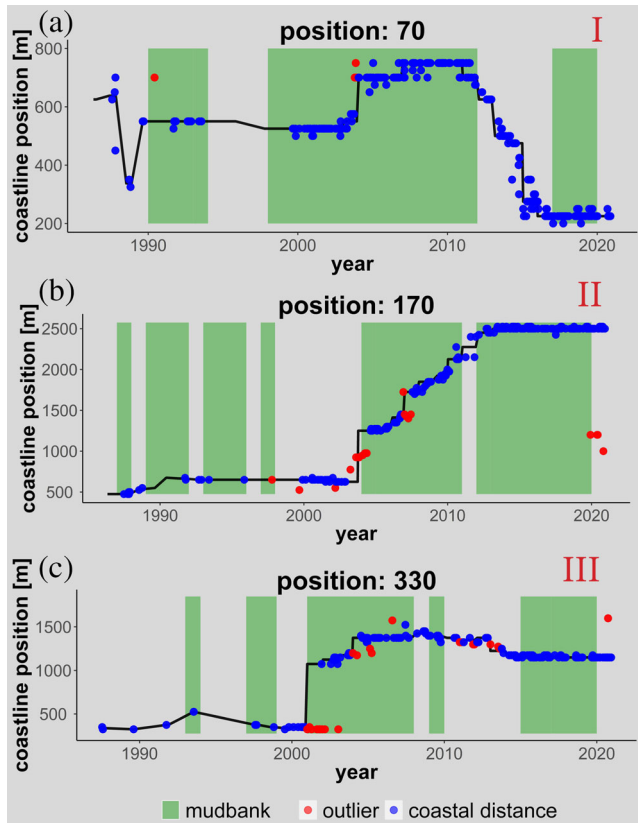 (a) position: 70 I
coastline position [m]
800
600
400
200
1990 2000 2010 2020
year
(b) position: 170 II
coastline position [m]
2500
2000
1500
1000
500
1990 2000 2010 2020
year
(c) position: 330 III
coastline position [m]
1500
1000
500
1990 2000 2010 2020
year
mudbank outlier coastal distance